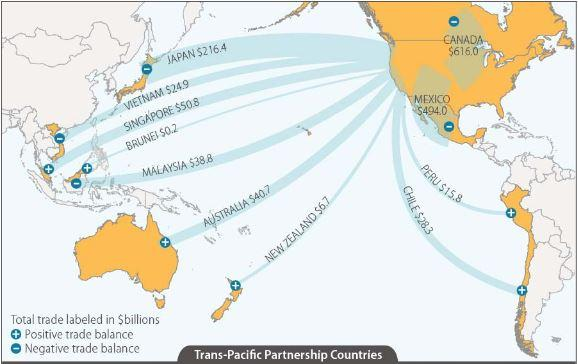 CANADA
$616.0
JAPAN $216.4
VIETNAM $24.9
SINGAPORE $50.8
BRUNEI $0.2
MEXICO
$494.0
MALAYSIA $38.8
AUSTRALIA $40.7
NEW ZEALAND $6.7
PERU $15.8
CHILE $28.3
Total trade labeled in $billions
+ Positive trade balance
- Negative trade balance
Trans-Pacific Partnership Countries